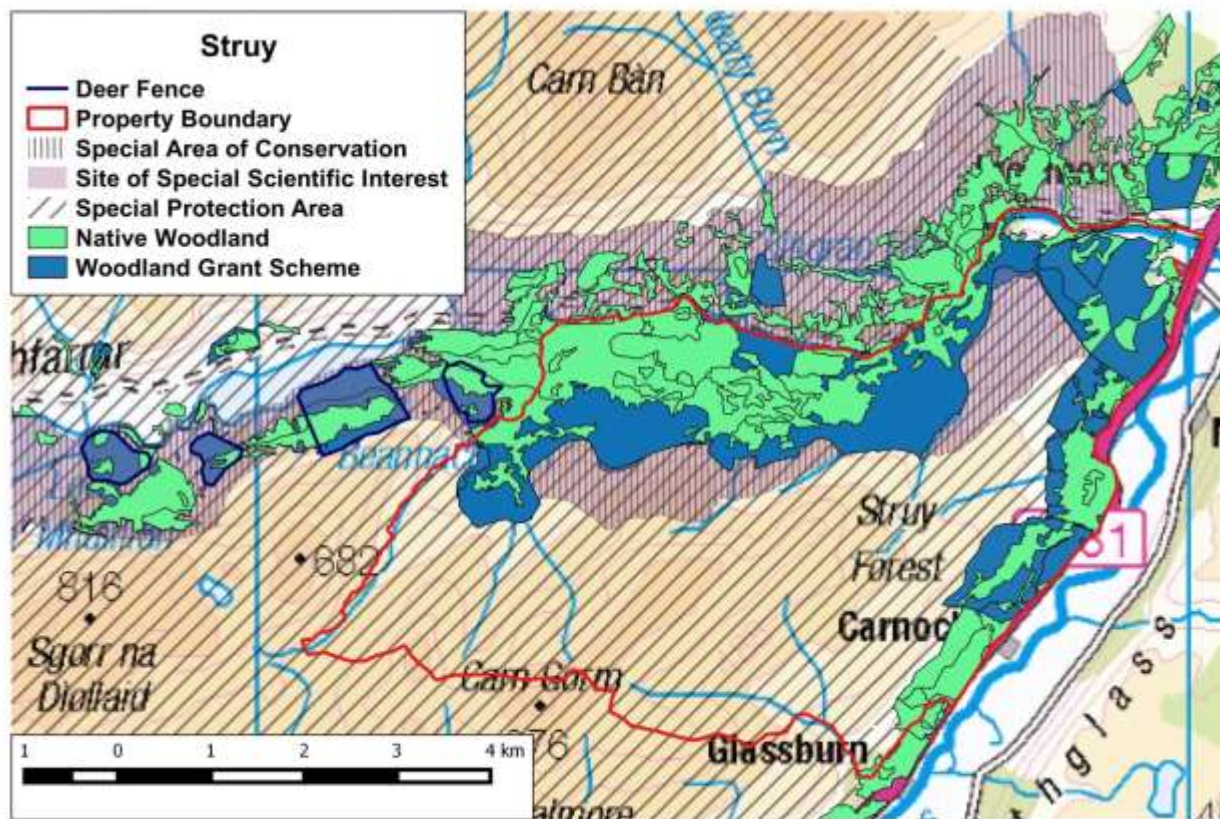 Struy
Deer Fence
Property Boundary
Special Area of Conservation
Site of Special Scientific Interest
Special Protection Area
Native Woodland
Woodland Grant Scheme
Carn Bàn
Burn
682
816
Sgorr na
Diollaid
Struy
Forest
Carnoch
Carn Gorm
Glassburn
1 0 1 2 3 4 km